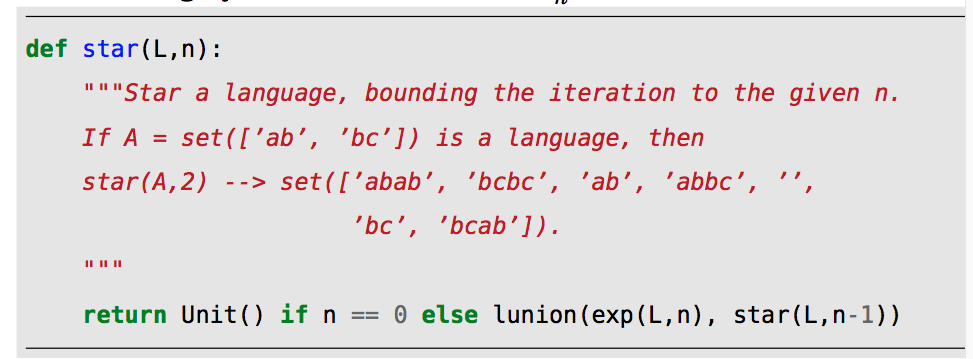 n
def star(L,n):
"""Star a language, bounding the iteration to the given n.
If A = set([’ab’, ’bc’]) is a language, then
star(A,2) --> set([’abab’, ’bcbc’, ’ab’, ’abbc’, ’’,
’bc’, ’bcab’]).
"""
return Unit() if n == 0 else lunion(exp(L,n), star(L,n-1))